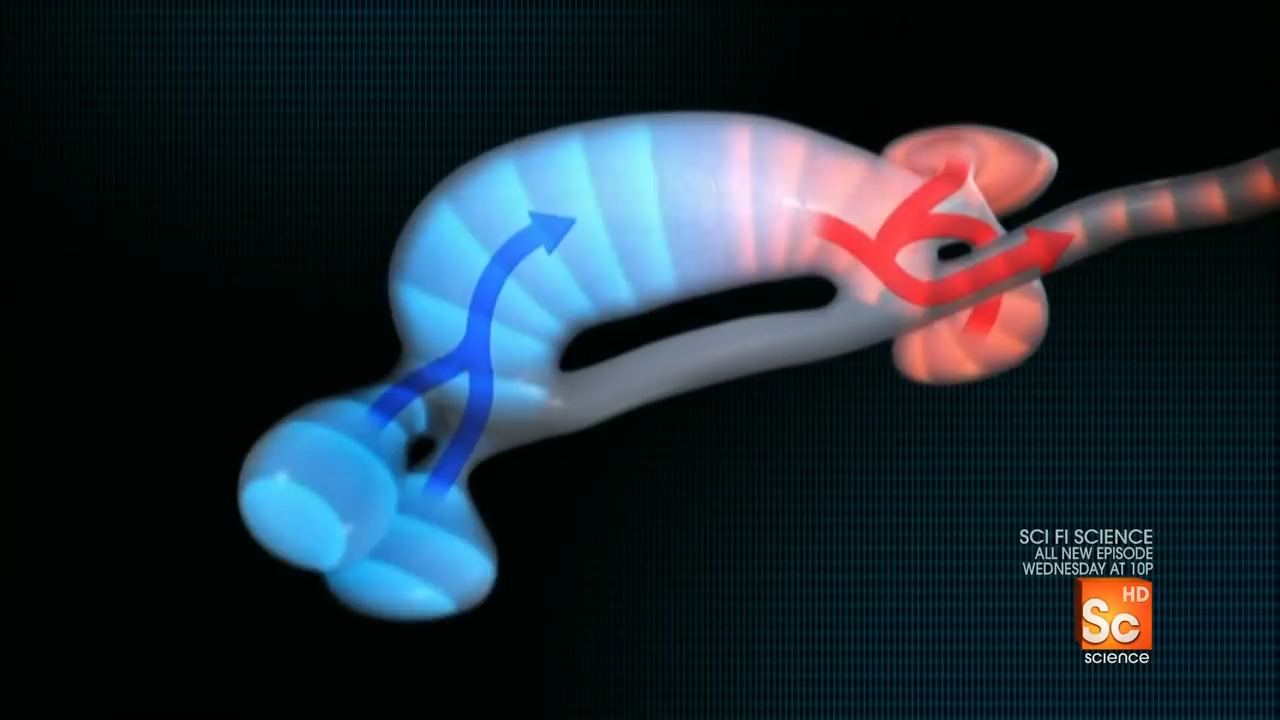 SCI FI SCIENCE
ALL NEW EPISODE
WEDNESDAY AT 10P
HD
Sc
science